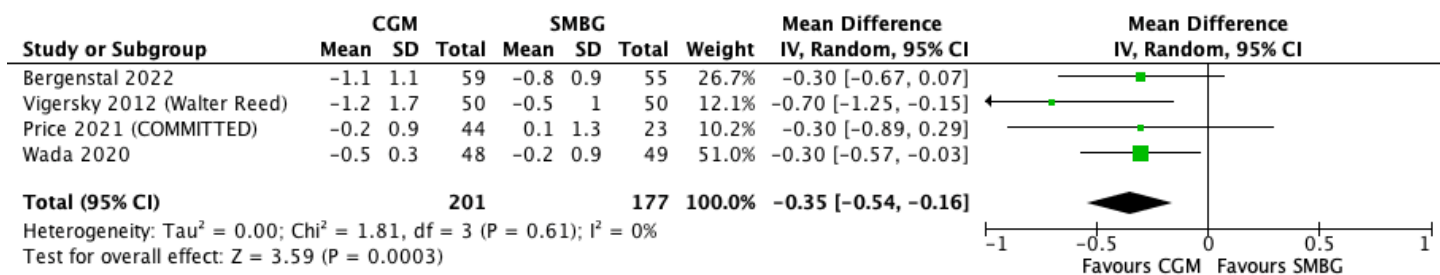 CGM SMBG Mean Difference Mean Difference
Study or Subgroup Mean SD Total Mean SD Total Weight IV, Random, 95% CI IV, Random, 95% CI
Bergenstal 2022 −1.1 1.1 59 −0.8 0.9 55 26.7% −0.30 [−0.67, 0.07]
Vigersky 2012 (Walter Reed) −1.2 1.7 50 −0.5 1 50 12.1% −0.70 [−1.25, −0.15]
Price 2021 (COMMITTED) −0.2 0.9 44 0.1 1.3 23 10.2% −0.30 [−0.89, 0.29]
Wada 2020 −0.5 0.3 48 −0.2 0.9 49 51.0% −0.30 [−0.57, −0.03]
Total (95% CI) 201 177 100.0% −0.35 [−0.54, −0.16]
Heterogeneity: Tau² = 0.00; Chi² = 1.81, df = 3 (P = 0.61); I² = 0%
Test for overall effect: Z = 3.59 (P = 0.0003)
−1 −0.5 0 0.5 1
Favours CGM Favours SMBG